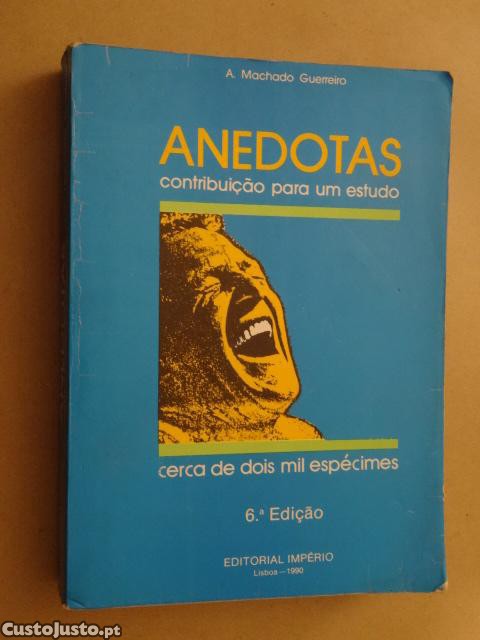 A. Machado Guerreiro
ANEDOTAS
contribuição para um estudo
cerca de dois mil espécimes
6.ª Edição
EDITORIAL IMPÉRIO
Lisboa — 1990
CustoJusto.pt